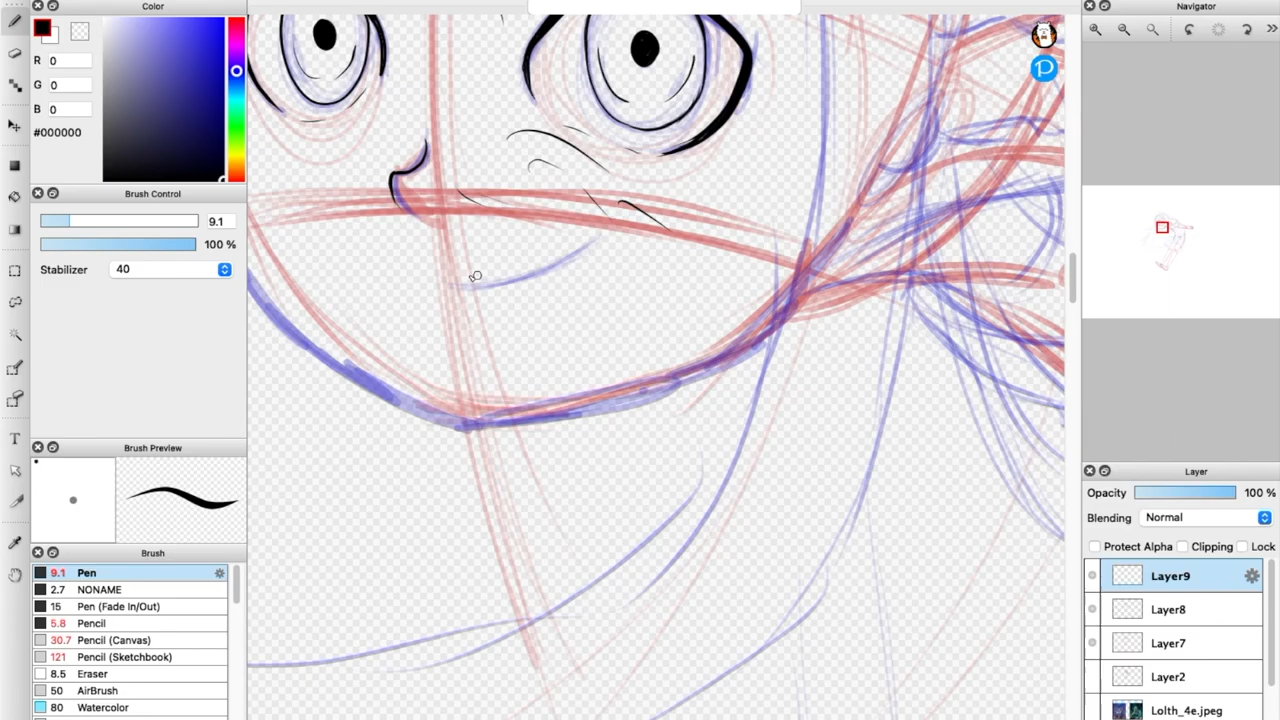 Color
R 0
G 0
B 0
#000000
Brush Control
9.1
100 %
Stabilizer 40
Brush Preview
Brush
9.1 Pen
2.7 NONAME
15 Pen (Fade In/Out)
5.8 Pencil
30.7 Pencil (Canvas)
121 Pencil (Sketchbook)
8.5 Eraser
50 AirBrush
80 Watercolor
T
Navigator
Layer
Opacity 100 %
Blending Normal
Protect Alpha Clipping Lock
Layer9
Layer8
Layer7
Layer2
Lolth_4e.jpeg